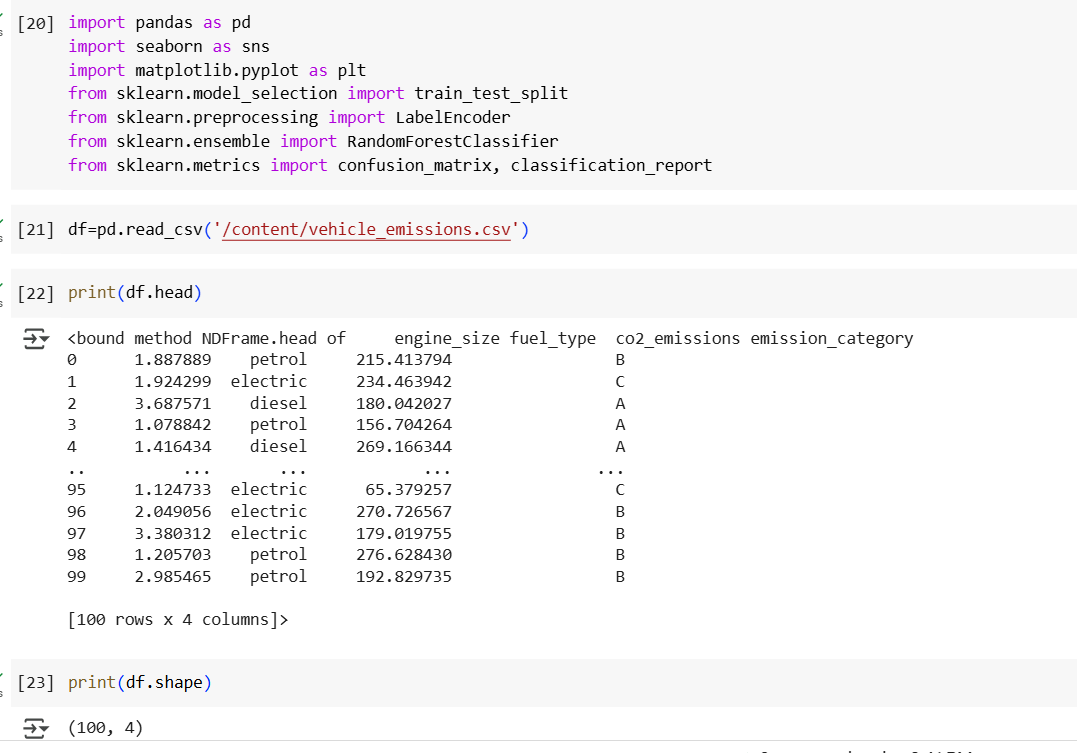 [20] import pandas as pd
import seaborn as sns
import matplotlib.pyplot as plt
from sklearn.model_selection import train_test_split
from sklearn.preprocessing import LabelEncoder
from sklearn.ensemble import RandomForestClassifier
from sklearn.metrics import confusion_matrix, classification_report
[21] df=pd.read_csv('/content/vehicle_emissions.csv')
[22] print(df.head)
<bound method NDFrame.head of     engine_size fuel_type  co2_emissions emission_category
0      1.887889    petrol     215.413794                 B
1      1.924299  electric     234.463942                 C
2      3.687571    diesel     180.042027                 A
3      1.078842    petrol     156.704264                 A
4      1.416434    diesel     269.166344                 A
..          ...       ...            ...               ...
95     1.124733  electric      65.379257                 C
96     2.049056  electric     270.726567                 B
97     3.380312  electric     179.019755                 B
98     1.205703    petrol     276.628430                 B
99     2.985465    petrol     192.829735                 B
[100 rows x 4 columns]>
[23] print(df.shape)
(100, 4)